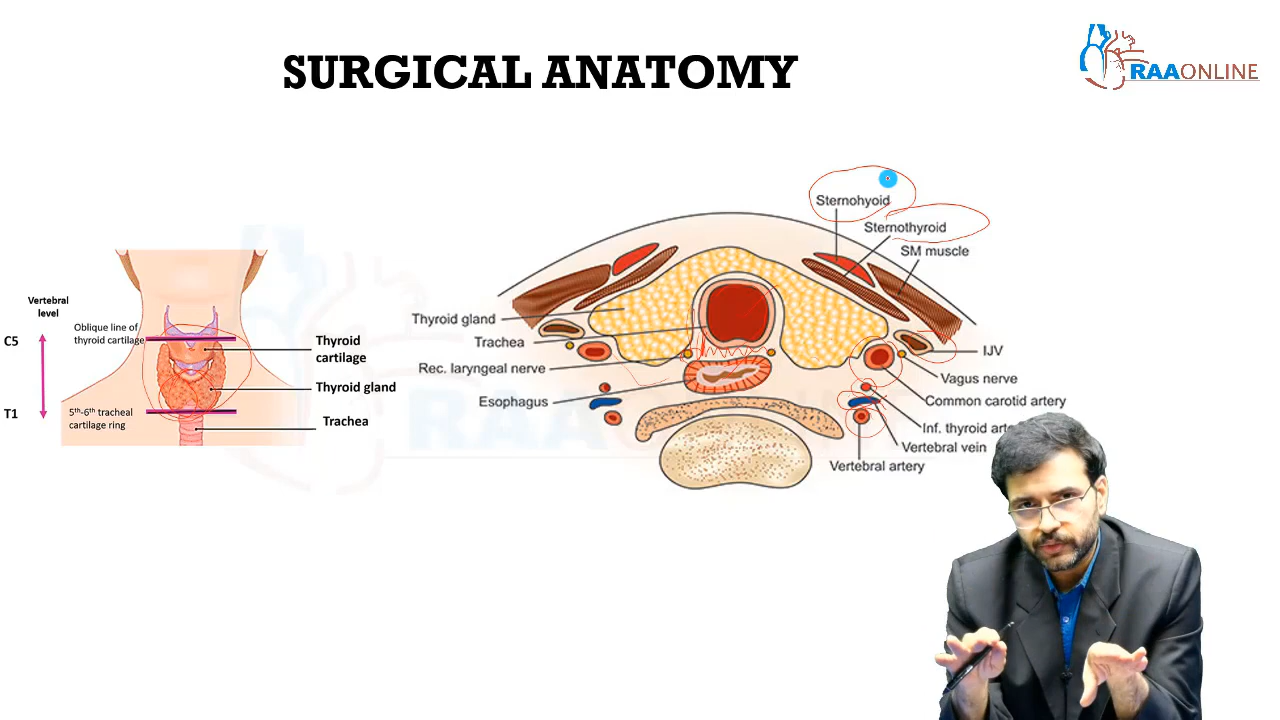 SURGICAL ANATOMY
RAAONLINE
Vertebral
level
C5
T1
Oblique line of
thyroid cartilage
5th-6th tracheal
cartilage ring
Thyroid
cartilage
Thyroid gland
Trachea
Thyroid gland
Trachea
Rec. laryngeal nerve
Esophagus
Sternohyoid
Sternothyroid
SM muscle
IJV
Vagus nerve
Common carotid artery
Inf. thyroid
Vertebral vein
Vertebral artery